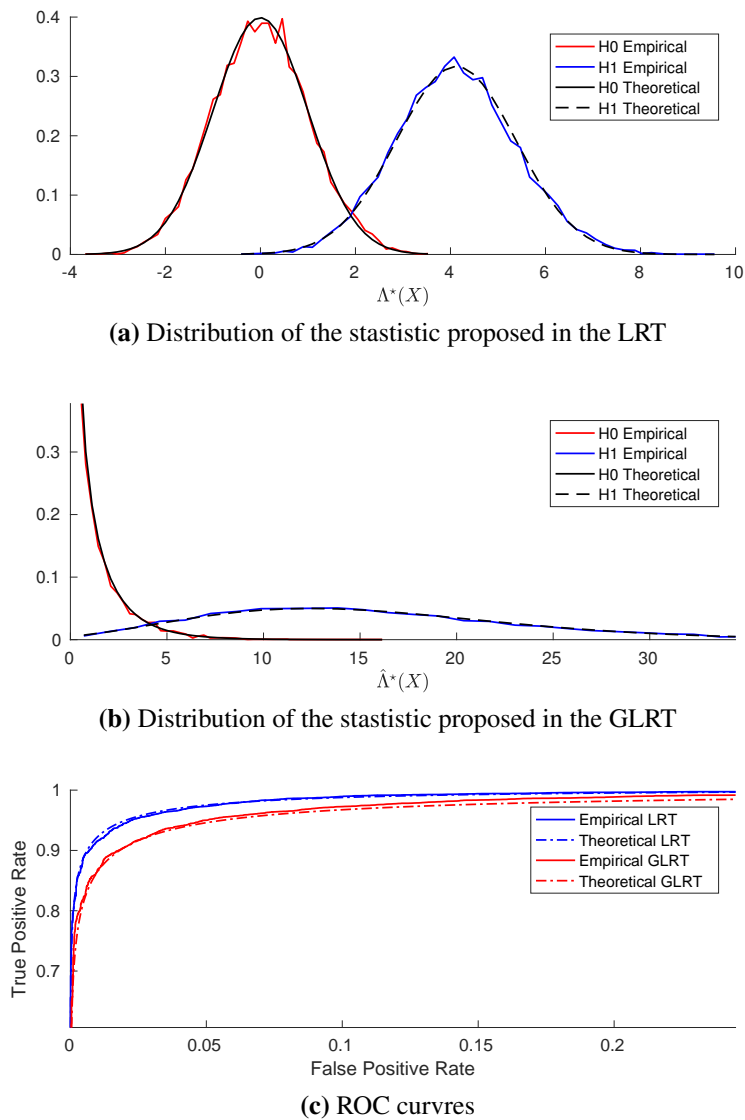 0.4
0.3
0.2
0.1
0
-4 -2 0 2 4 6 8 10
H0 Empirical
H1 Empirical
H0 Theoretical
H1 Theoretical
Λ⋆(X)
(a) Distribution of the stastistic proposed in the LRT
0.3
0.2
0.1
0
0 5 10 15 20 25 30
H0 Empirical
H1 Empirical
H0 Theoretical
H1 Theoretical
Λ̂⋆(X)
(b) Distribution of the stastistic proposed in the GLRT
1
0.9
0.8
0.7
True Positive Rate
Empirical LRT
Theoretical LRT
Empirical GLRT
Theoretical GLRT
0 0.05 0.1 0.15 0.2
False Positive Rate
(c) ROC curvres